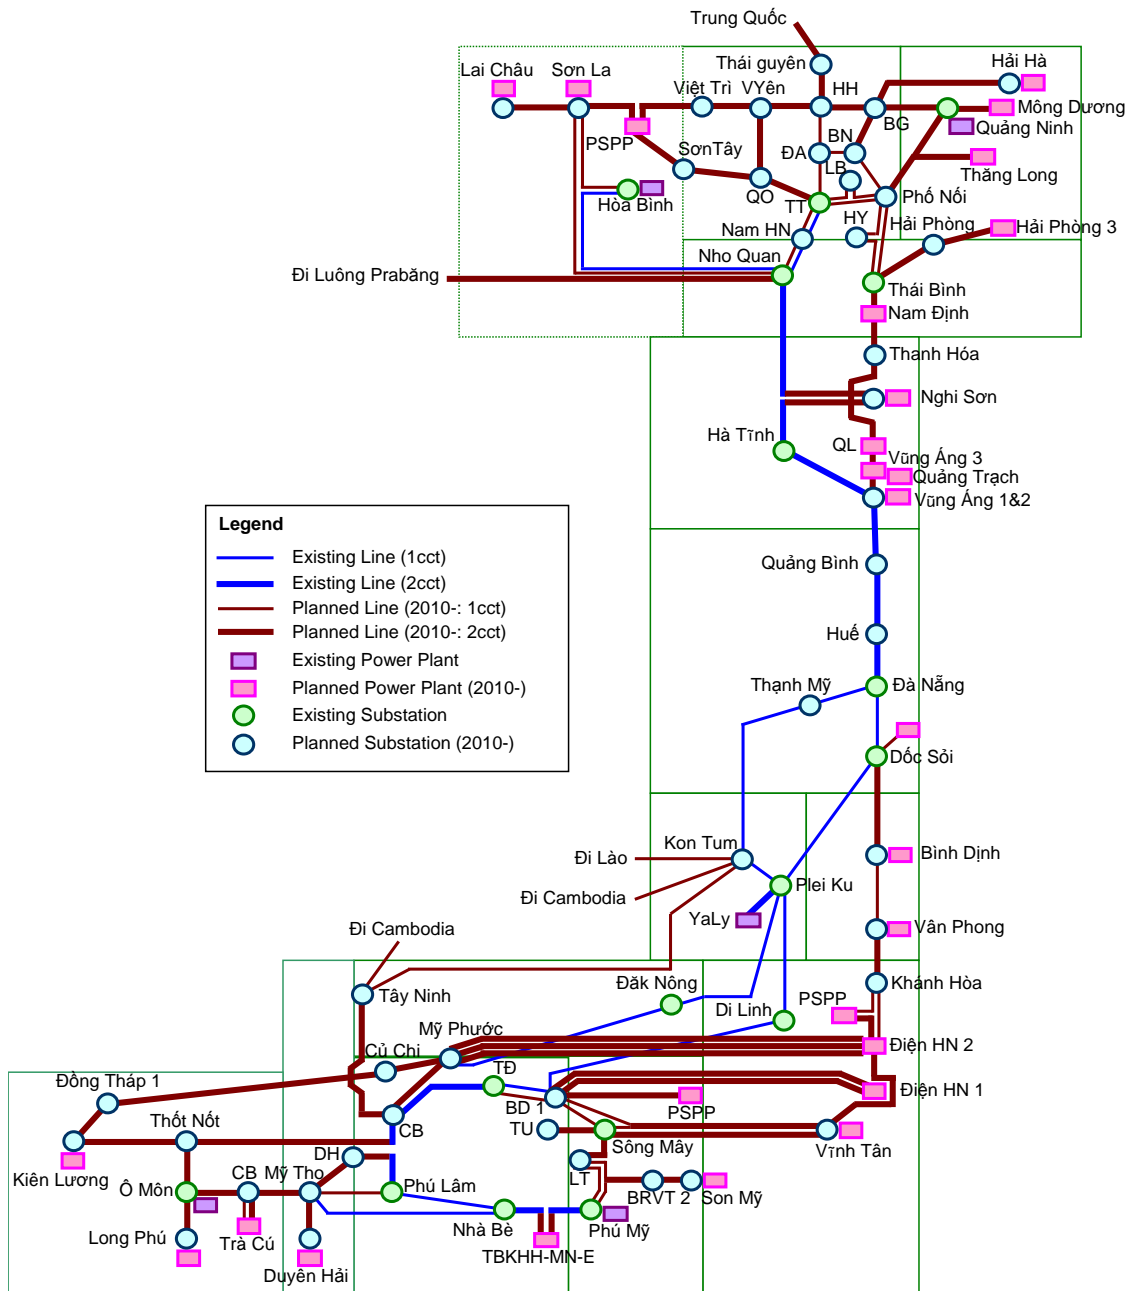 Trung Quốc
Thái guyên
Lai Châu
Sơn La
Việt Trì
VYên
HH
Hải Hà
Mông Dương
BG
Quảng Ninh
PSPP
SơnTây
ĐA
BN
LB
Thăng Long
Hòa Bình
QO
TT
Phố Nối
HY
Hải Phòng
Hải Phòng 3
Nam HN
Nho Quan
Đi Luông Prabăng
Thái Bình
Nam Định
Thanh Hóa
Nghi Sơn
Hà Tĩnh
QL
Vũng Áng 3
Quảng Trạch
Vũng Áng 1&2
Legend
Existing Line (1cct)
Existing Line (2cct)
Planned Line (2010-: 1cct)
Planned Line (2010-: 2cct)
Existing Power Plant
Planned Power Plant (2010-)
Existing Substation
Planned Substation (2010-)
Quảng Bình
Huế
Thạnh Mỹ
Đà Nẵng
Dốc Sỏi
Kon Tum
Đi Lào
Bình Dịnh
Đi Cambodia
Plei Ku
YaLy
Vân Phong
Đi Cambodia
Tây Ninh
Đăk Nông
Di Linh
Khánh Hòa
PSPP
Mỹ Phước
Điện HN 2
Củ Chi
TĐ
Đồng Tháp 1
BD 1
PSPP
Điện HN 1
Thốt Nốt
CB
TU
Sông Mây
Vĩnh Tân
Kiên Lương
DH
LT
CB
Mỹ Tho
Ô Môn
Phú Lâm
BRVT 2
Son Mỹ
Long Phú
Trà Cú
Nhà Bè
Phú Mỹ
Duyên Hải
TBKHH-MN-E